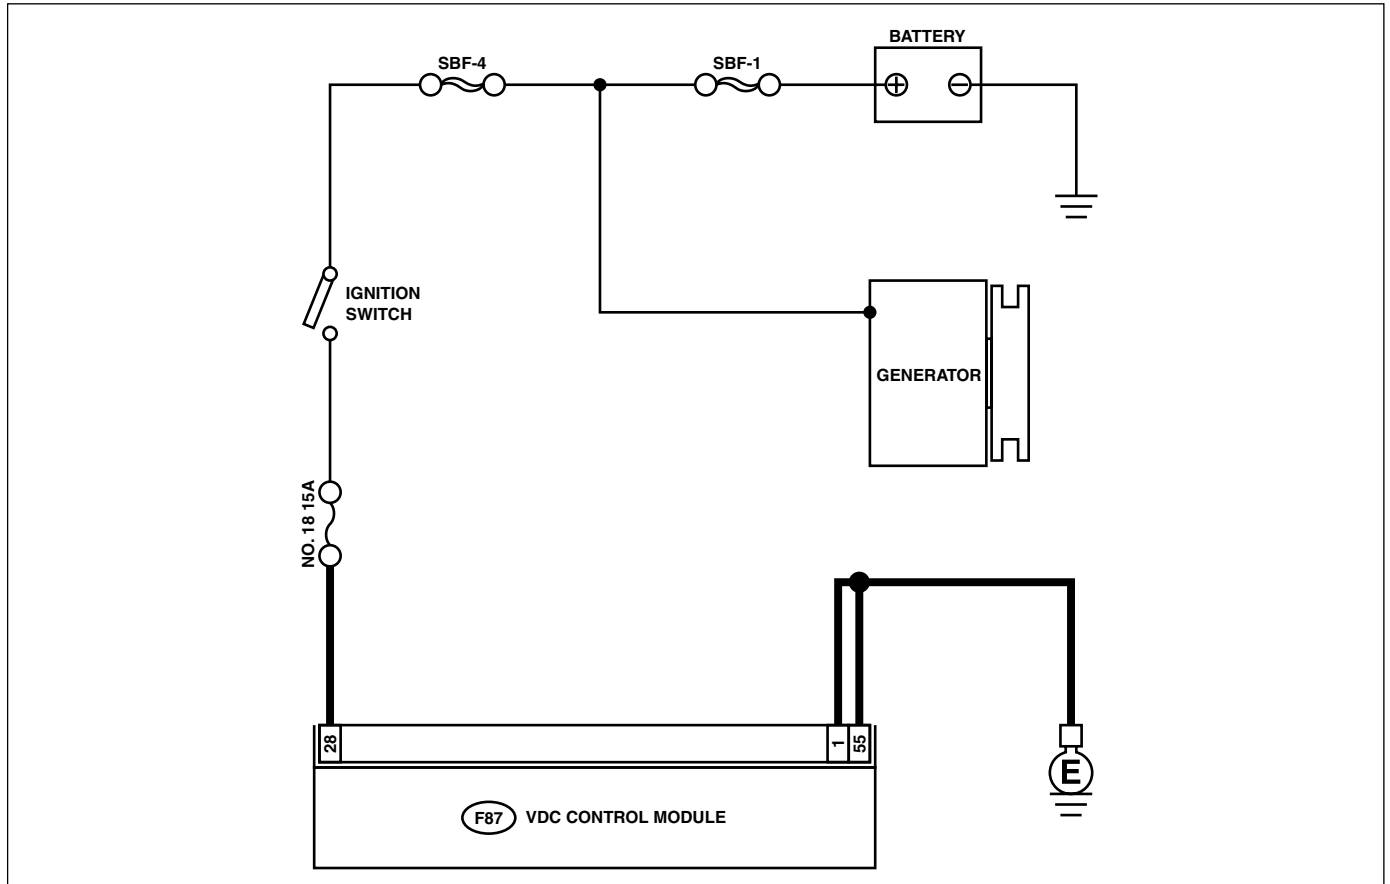 BATTERY
SBF-4
SBF-1
IGNITION
SWITCH
GENERATOR
NO. 18 15A
28
1
55
E
F87
VDC CONTROL MODULE